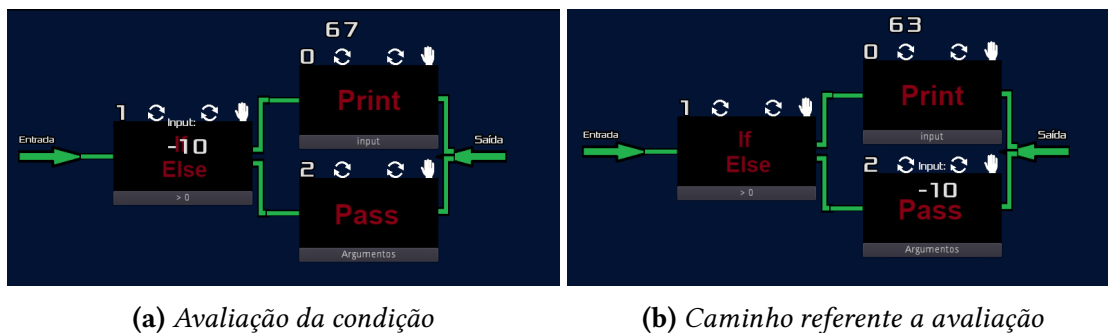 67
0
Print
input
1
Input:
-10
If
Else
> 0
Entrada
Saída
2
Pass
Argumentos
(a) Avaliação da condição
63
0
Print
input
1
If
Else
> 0
Entrada
Saída
2
Input:
-10
Pass
Argumentos
(b) Caminho referente a avaliação